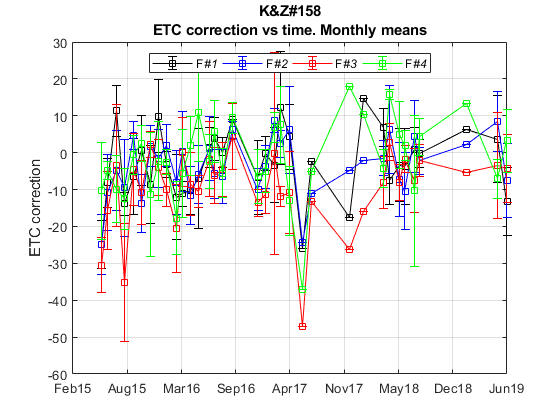 K&Z#158
ETC correction vs time. Monthly means
F#1 F#2 F#3 F#4
ETC correction
30
20
10
0
-10
-20
-30
-40
-50
-60
Feb15 Aug15 Mar16 Sep16 Apr17 Nov17 May18 Dec18 Jun19